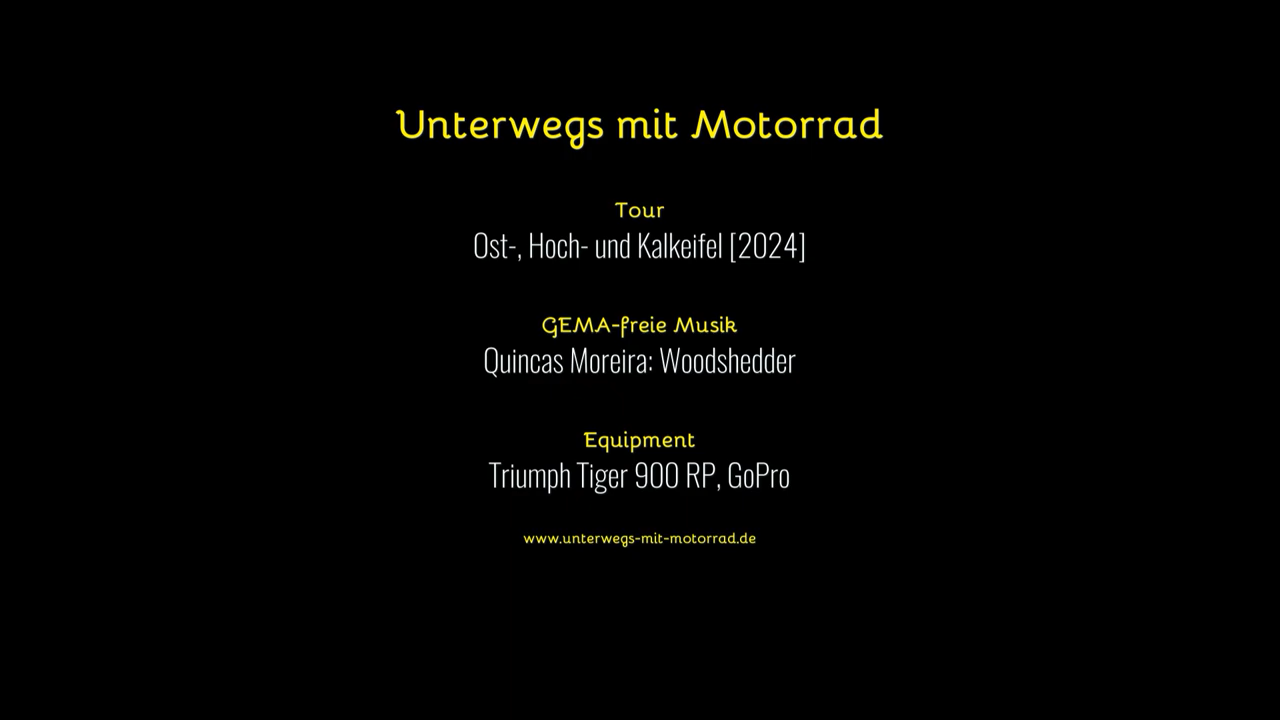 Unterwegs mit Motorrad
Tour
Ost-, Hoch- und Kalkeifel [2024]
GEMA-freie Musik
Quincas Moreira: Woodshedder
Equipment
Triumph Tiger 900 RP, GoPro
www.unterwegs-mit-motorrad.de